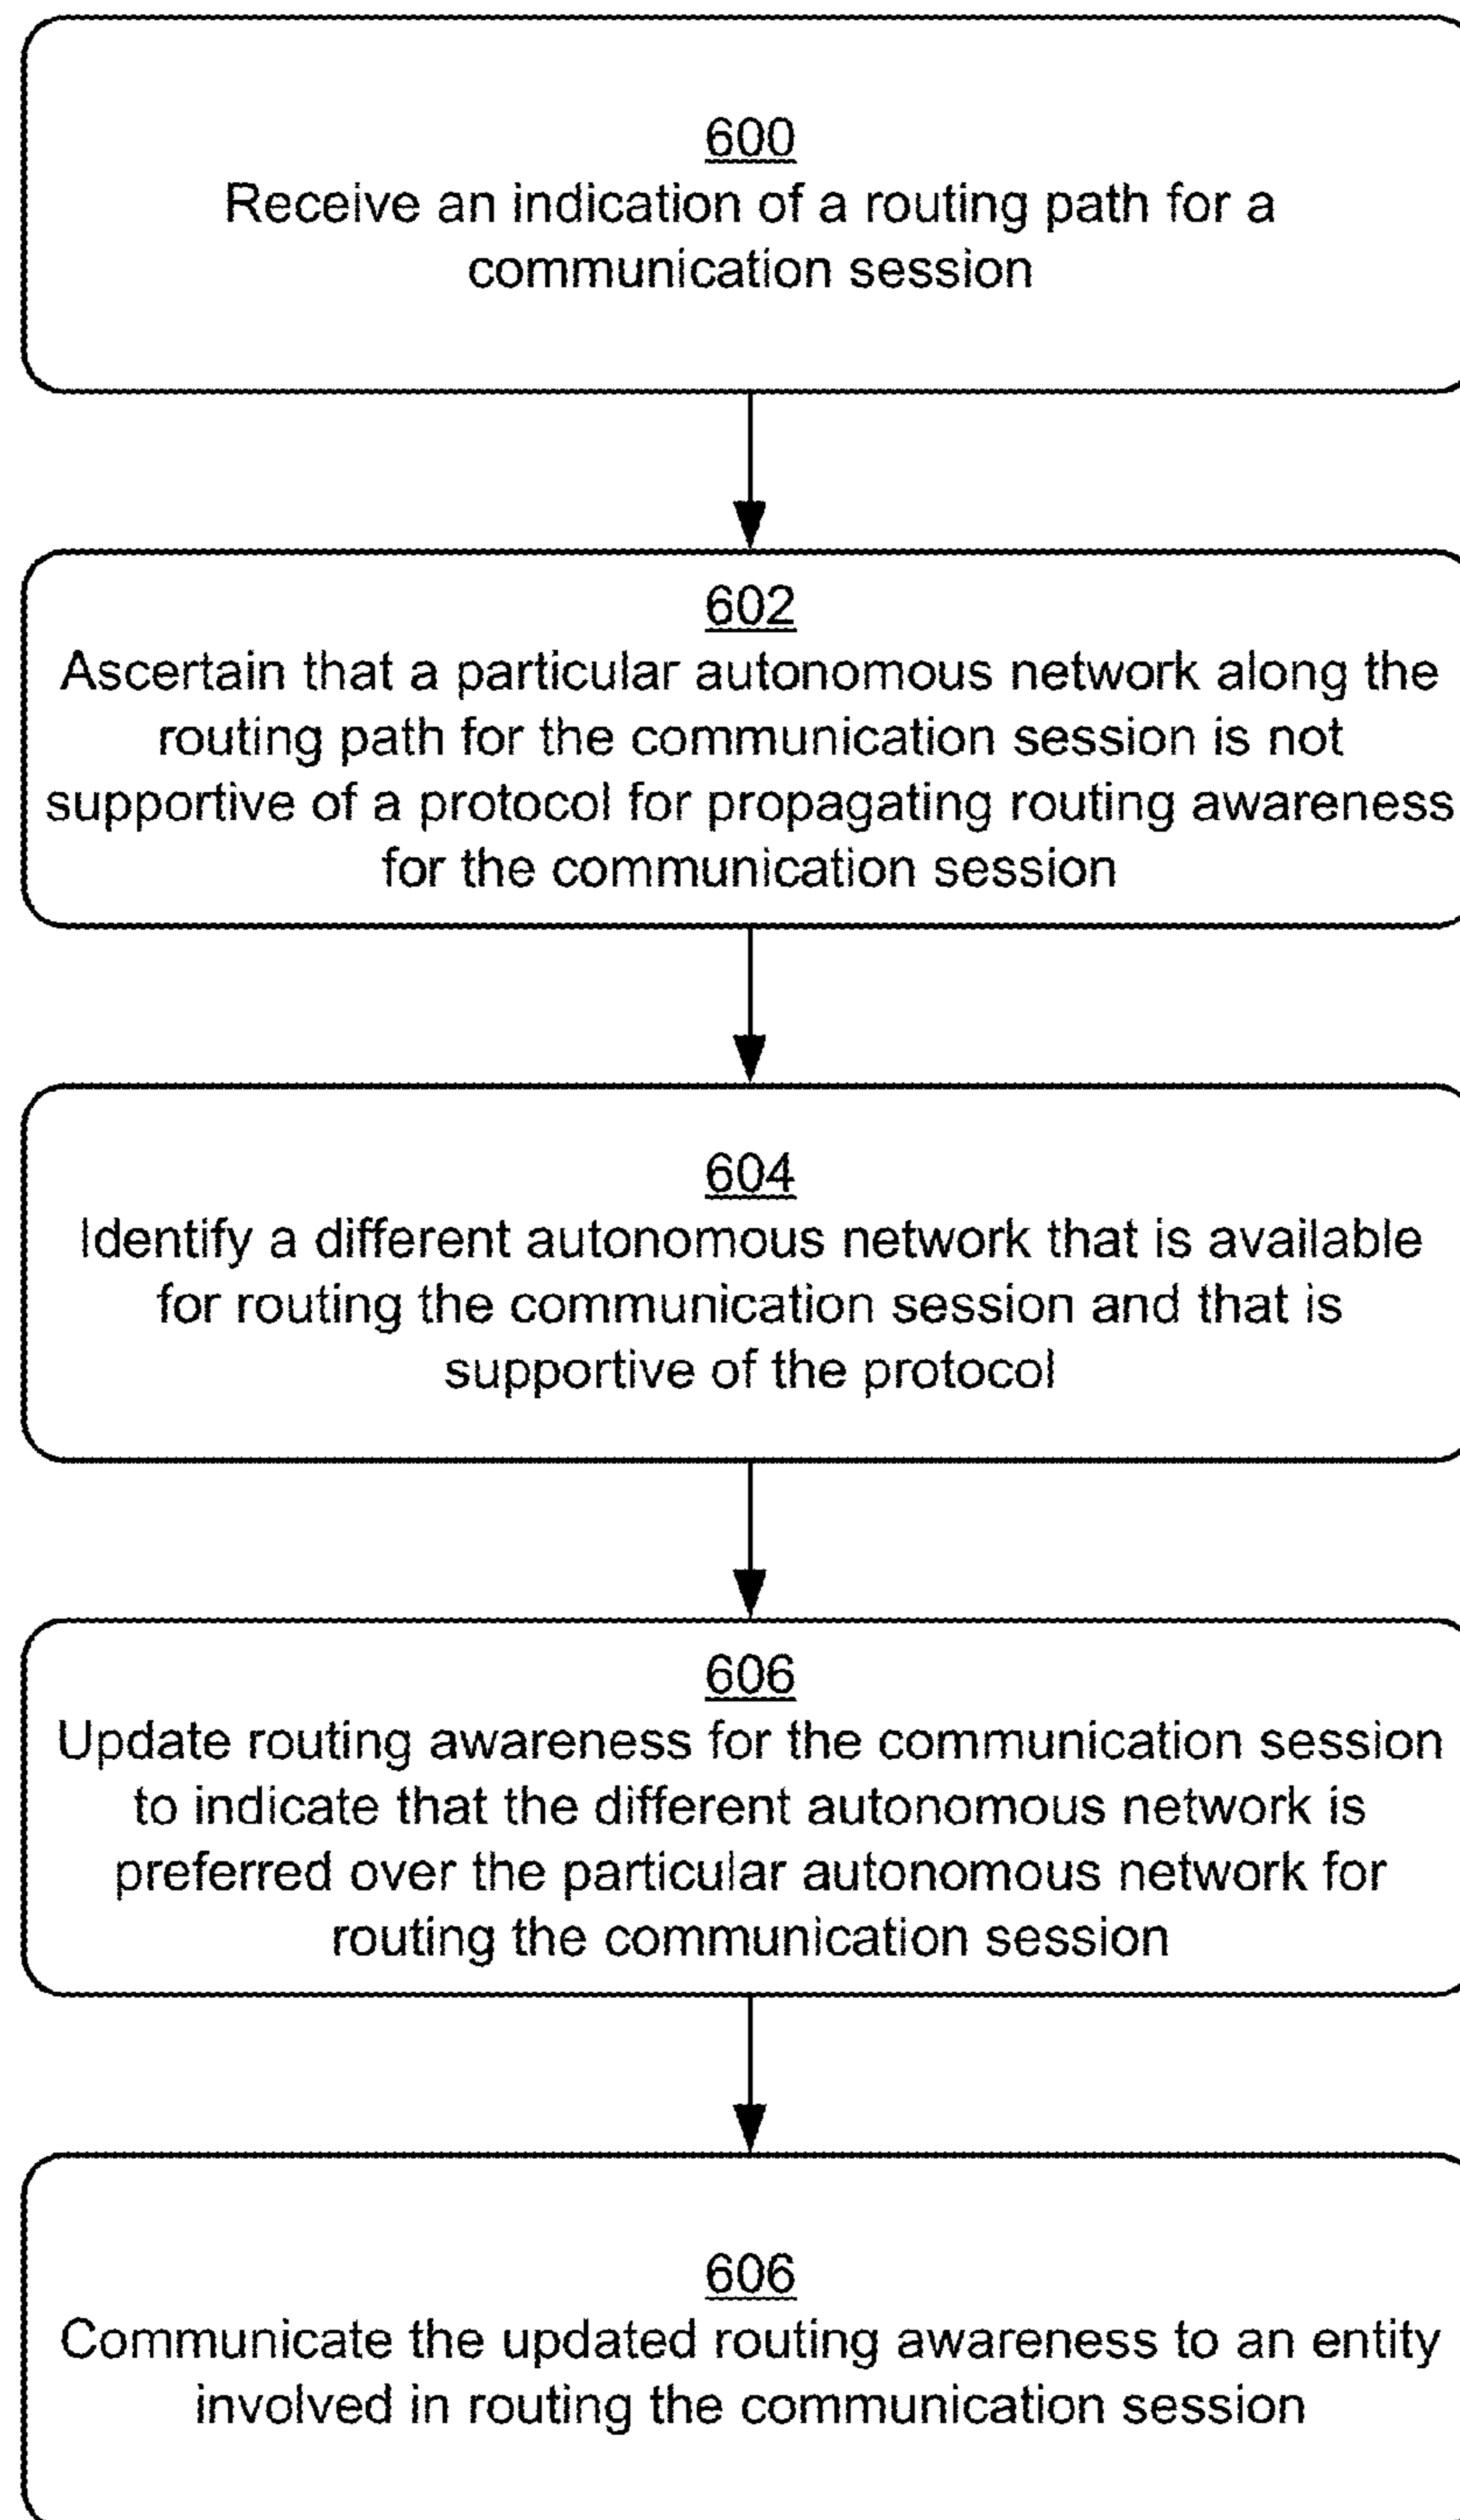 600
Receive an indication of a routing path for a
communication session
602
Ascertain that a particular autonomous network along the
routing path for the communication session is not
supportive of a protocol for propagating routing awareness
for the communication session
604
Identify a different autonomous network that is available
for routing the communication session and that is
supportive of the protocol
606
Update routing awareness for the communication session
to indicate that the different autonomous network is
preferred over the particular autonomous network for
routing the communication session
606
Communicate the updated routing awareness to an entity
involved in routing the communication session